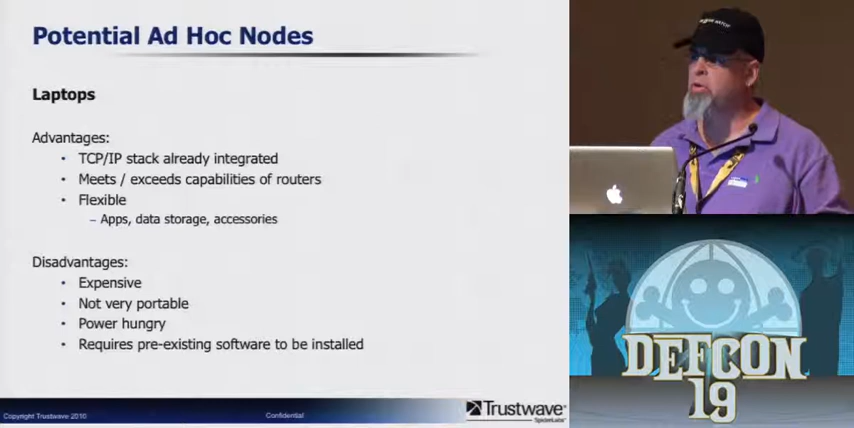 Potential Ad Hoc Nodes
Laptops
Advantages:
• TCP/IP stack already integrated
• Meets / exceeds capabilities of routers
• Flexible
– Apps, data storage, accessories
Disadvantages:
• Expensive
• Not very portable
• Power hungry
• Requires pre-existing software to be installed
Copyright Trustwave 2010
Confidential
Trustwave®
SpiderLabs®
DEFCON
19